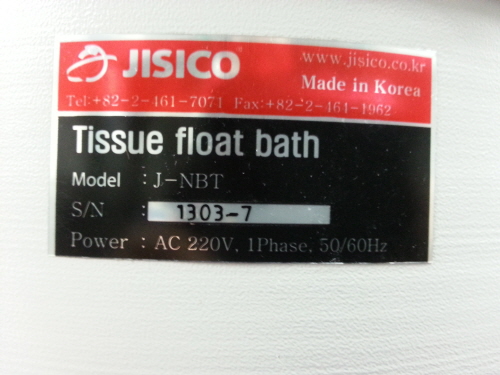 JISICO www.jisico.co.kr
Made in Korea
Tel:+82-2-461-7071 Fax:+82-2-461-1962
Tissue float bath
Model : J-NBT
S/N : 1303-7
Power : AC 220V, 1Phase, 50/60Hz